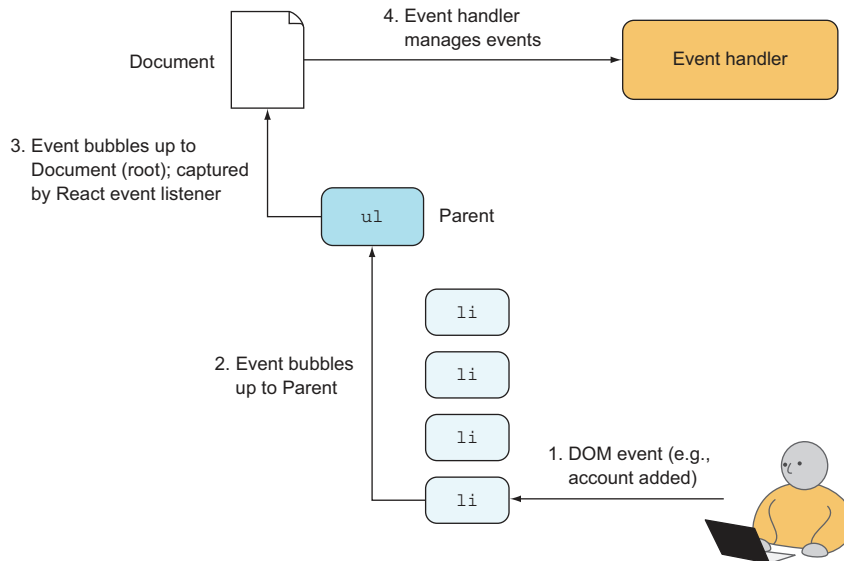 4. Event handler
manages events
Document
Event handler
3. Event bubbles up to
Document (root); captured
by React event listener
ul
Parent
li
li
2. Event bubbles
up to Parent
li
1. DOM event (e.g.,
account added)
li